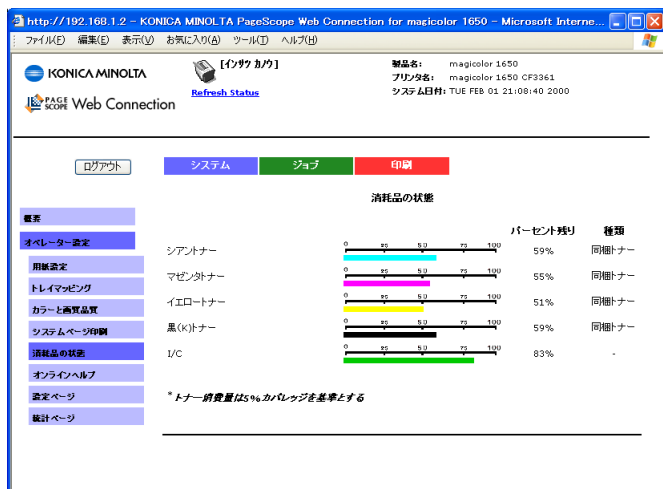 http://192.168.1.2 - KONICA MINOLTA PageScope Web Connection for magicolor 1650 - Microsoft Interne...
ファイル(F) 編集(E) 表示(V) お気に入り(A) ツール(T) ヘルプ(H)
KONICA MINOLTA
PAGE SCOPE Web Connection
[インサツ カノウ]
Refresh Status
製品名: magicolor 1650
プリンタ名: magicolor 1650 CF3361
システム日付: TUE FEB 01 21:08:40 2000
ログアウト
システム ジョブ 印刷
消耗品の状態
概要
オペレーター設定
用紙設定
トレイマッピング
カラーと画質品質
システムページ印刷
消耗品の状態
オンラインヘルプ
設定ページ
統計ページ
パーセント残り 種類
シアントナー 0 25 50 75 100 59% 同梱トナー
マゼンタトナー 0 25 50 75 100 55% 同梱トナー
イエロートナー 0 25 50 75 100 51% 同梱トナー
黒(K)トナー 0 25 50 75 100 59% 同梱トナー
I/C 0 25 50 75 100 83% -
*トナー消費量は5%カバレッジを基準とする